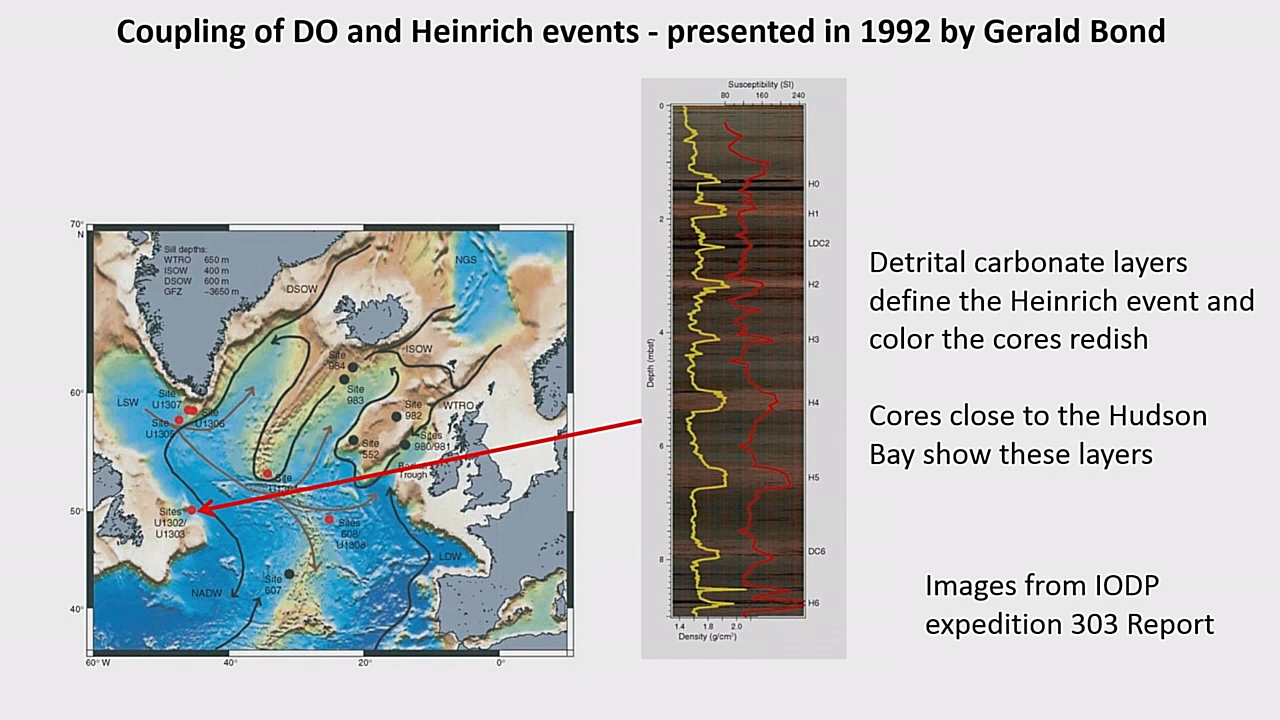 Coupling of DO and Heinrich events - presented in 1992 by Gerald Bond
70°
N
Sill depths:
WTRO 650 m
ISOW 400 m
DSOW 600 m
GFZ ~3650 m
NGS
DSOW
ISOW
Site
984
Site
983
60°
LSW
Site
U1307
Site
U1305
Site
U1306
Site
982
WTRO
Site
552
Sites
980/981
Trough
Site
50°
Sites
U1302/
U1303
Sites
608/
U1308
LDW
Site
607
NADW
40°
60° W
40°
20°
0°
Susceptibility (SI)
80 160 240
0
H0
H1
2
LDC2
H2
4
H3
Depth (mbsf)
H4
6
H5
8
DC6
H6
1.4 1.8 2.0
Density (g/cm³)
Detrital carbonate layers
define the Heinrich event and
color the cores redish
Cores close to the Hudson
Bay show these layers
Images from IODP
expedition 303 Report